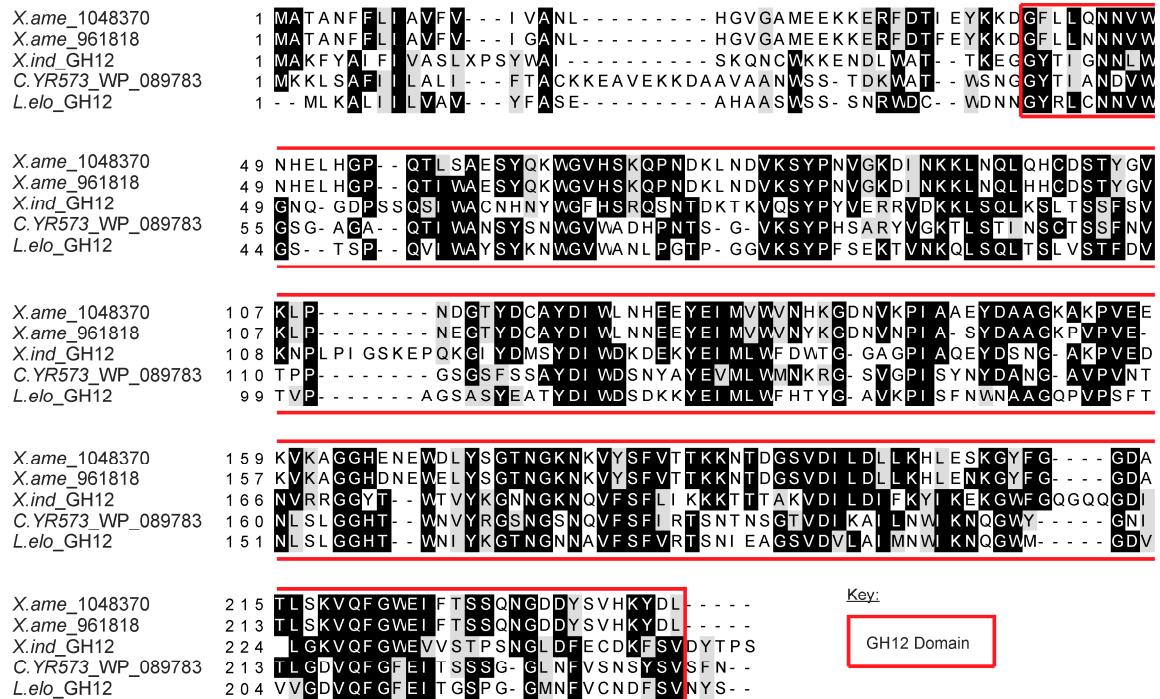 X.ame_1048370 1 MATANFFLIAVFV---IVANL---------HGVGAMEEKKERFDTIEYKKDGFLLQNNVW
X.ame_961818 1 MATANFFLIAVFV---IGANL---------HGVGAMEEKKERFDTFEYKKDGFLLNNNVW
X.ind_GH12 1 MAKFYALFIVASLXPSYWAI----------SKQNCWKKENDLWAT--TKEGGYTIGNNLW
C.YR573_WP_089783 1 MKKLSAFIILALI---FTACKKEAVEKKDAAVAANWSS-TDKWAT--WSNGGYTIANDVW
L.elo_GH12 1 --MLKALIILVAV---YFASE---------AHAASWSS-SNRWDC--WDNNGYRLCNNVW
X.ame_1048370 49 NHELHGP--QTLSAESYQKWGVHSKQPNDKLNDVKSYPNVGKDINKKLNQLQHCDSTYGV
X.ame_961818 49 NHELHGP--QTIWAESYQKWGVHSKQPNDKLNDVKSYPNVGKDINKKLNQLHHCDSTYGV
X.ind_GH12 49 GNQ-GDPSSQSIWACNHNYWGFHSRQSNTDKTKVQSYPYVERRVDKKLSQLKSLTSSFSV
C.YR573_WP_089783 55 GSG-AGA--QTIWANSYSNWGVWADHPNTS-G-VKSYPHSARYVGKTLSTINSCTSSFNV
L.elo_GH12 44 GS--TSP--QVIWAYSYKNWGVWANLPGTP-GGVKSYPFSEKTVNKQLSQLTSLVSTFDV
X.ame_1048370 107 KLP--------NDGTYDCAYDIWLNHEEYEIMVWVNHKGDNVKPIAAEYDAAGKAKPVEE
X.ame_961818 107 KLP--------NDGTYDCAYDIWLNNEEYEIMVWVNYKGDNVNPIA-SYDAAGKPVPVE-
X.ind_GH12 108 KNPLPIGSKEPQKGIYDMSYDIWDKDEKYEIMLWFDWTG-GAGPIAQEYDSNG-AKPVED
C.YR573_WP_089783 110 TPP--------GSGSFSSAYDIWDSNYAYEVMLWMNKRG-SVGPISYNYDANG-AVPVNT
L.elo_GH12 99 TVP-------AGSASYEATYDIWDSDKKYEIMLWFHTYG-AVKPISFNWNAAGQPVPSFT
X.ame_1048370 159 KVKAGGHENEWDLYSGTNGKNKVYSFVTTKKNTDGSVDILDLLKHLESKGYFG----GDA
X.ame_961818 157 KVKAGGHDNEWELYSGTNGKNKVYSFVTTKKNTDGSVDILDLLKHLENKGYFG----GDA
X.ind_GH12 166 NVRRGGYT--WTVYKGNNGKNQVFSFLIKKKTTTAKVDILDIFKYIKEKGWFGQGQQGDI
C.YR573_WP_089783 160 NLSLGGHT--WNVYRGSNGSNQVFSFIRTSNTNSGTVDIKAILNWIKNQGWY-----GNI
L.elo_GH12 151 NLSLGGHT--WNIYKGTNGNNAVFSFVRTSNIEAGSVDVLAIMNWIKNQGWM-----GDV
X.ame_1048370 215 TLSKVQFGWEIFTSSQNGDDYSVHKYDL-----
X.ame_961818 213 TLSKVQFGWEIFTSSQNGDDYSVHKYDL-----
X.ind_GH12 224 LGKVQFGWEVVSTPSNGLDFECDKFSVDYTPS
C.YR573_WP_089783 213 TLGDVQFGFEITSSSG-GLNFVSNSYSVSFN--
L.elo_GH12 204 VVGDVQFGFEITGSPG-GMNFVCNDFSVNYS--
Key:
GH12 Domain